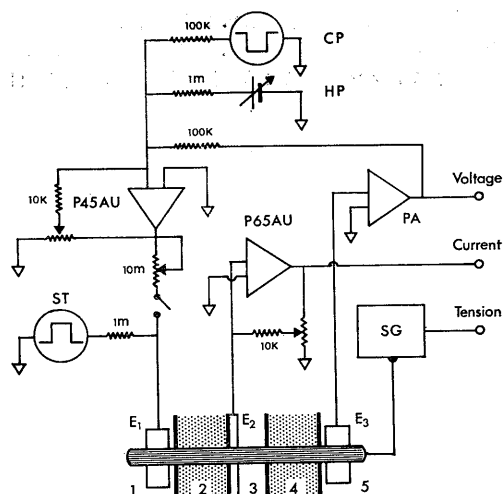 100K
CP
1m
HP
100K
10K
P45AU
P65AU
PA
Voltage
Current
10m
ST
1m
10K
SG
Tension
E1
E2
E3
1
2
3
4
5